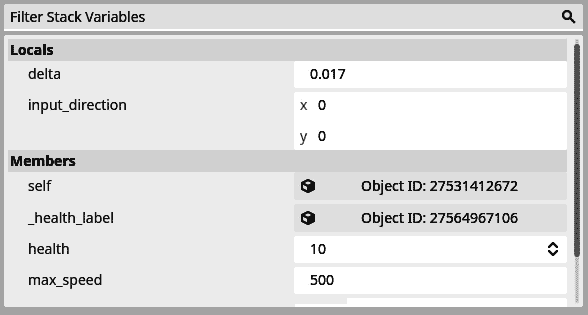 Filter Stack Variables
Locals
delta 0.017
input_direction x 0
y 0
Members
self Object ID: 27531412672
_health_label Object ID: 27564967106
health 10
max_speed 500